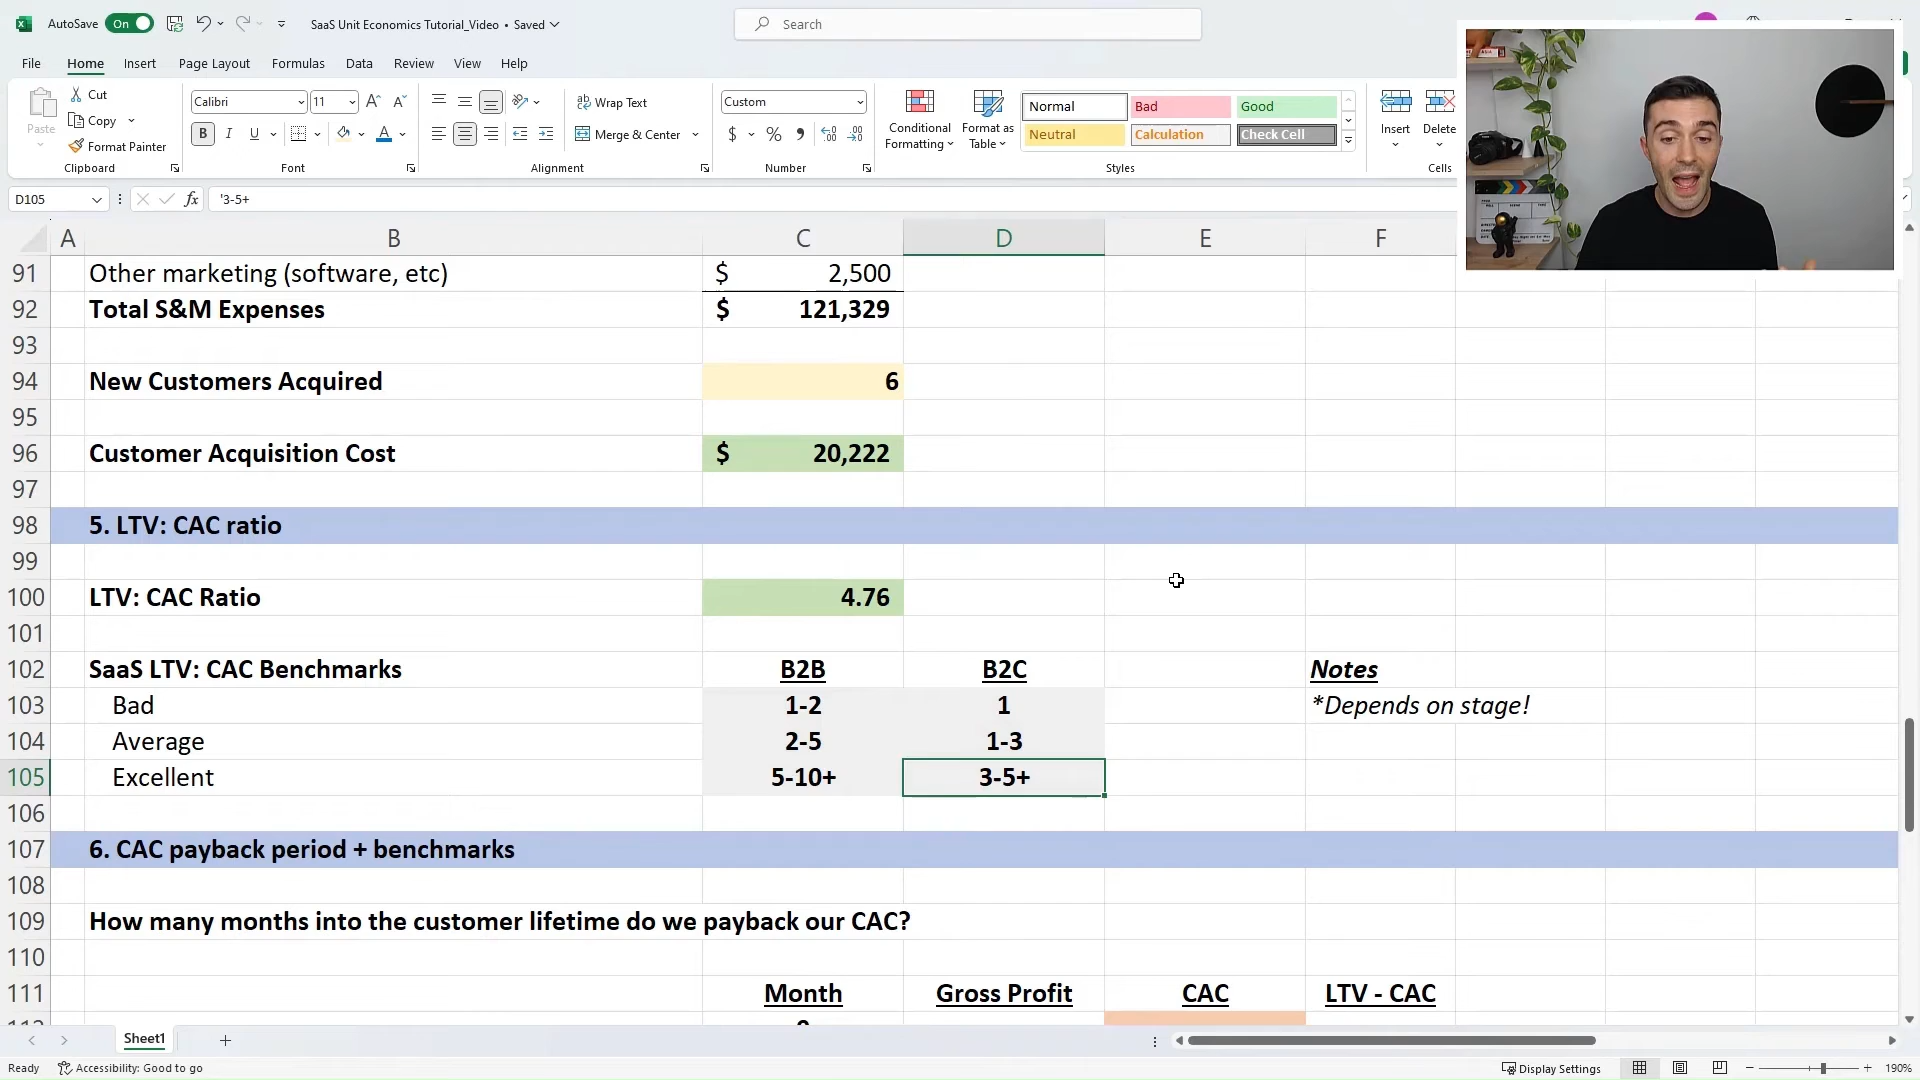 AutoSave On SaaS Unit Economics Tutorial_Video • Saved Search
File Home Insert Page Layout Formulas Data Review View Help
Paste Cut Copy Format Painter
Calibri 11
B I U A
Wrap Text
Merge & Center
Custom
$ % ,
Conditional Formatting
Format as Table
Normal Bad Good
Neutral Calculation Check Cell
Insert Delete
Clipboard Font Alignment Number Styles Cells
D105 fx '3-5+
A B C D E F
91 Other marketing (software, etc) $ 2,500
92 Total S&M Expenses $ 121,329
93
94 New Customers Acquired 6
95
96 Customer Acquisition Cost $ 20,222
97
98 5. LTV: CAC ratio
99
100 LTV: CAC Ratio 4.76
101
102 SaaS LTV: CAC Benchmarks B2B B2C Notes
103 Bad 1-2 1 *Depends on stage!
104 Average 2-5 1-3
105 Excellent 5-10+ 3-5+
106
107 6. CAC payback period + benchmarks
108
109 How many months into the customer lifetime do we payback our CAC?
110
111 Month Gross Profit CAC LTV - CAC
Sheet1
Ready Accessibility: Good to go Display Settings 190%